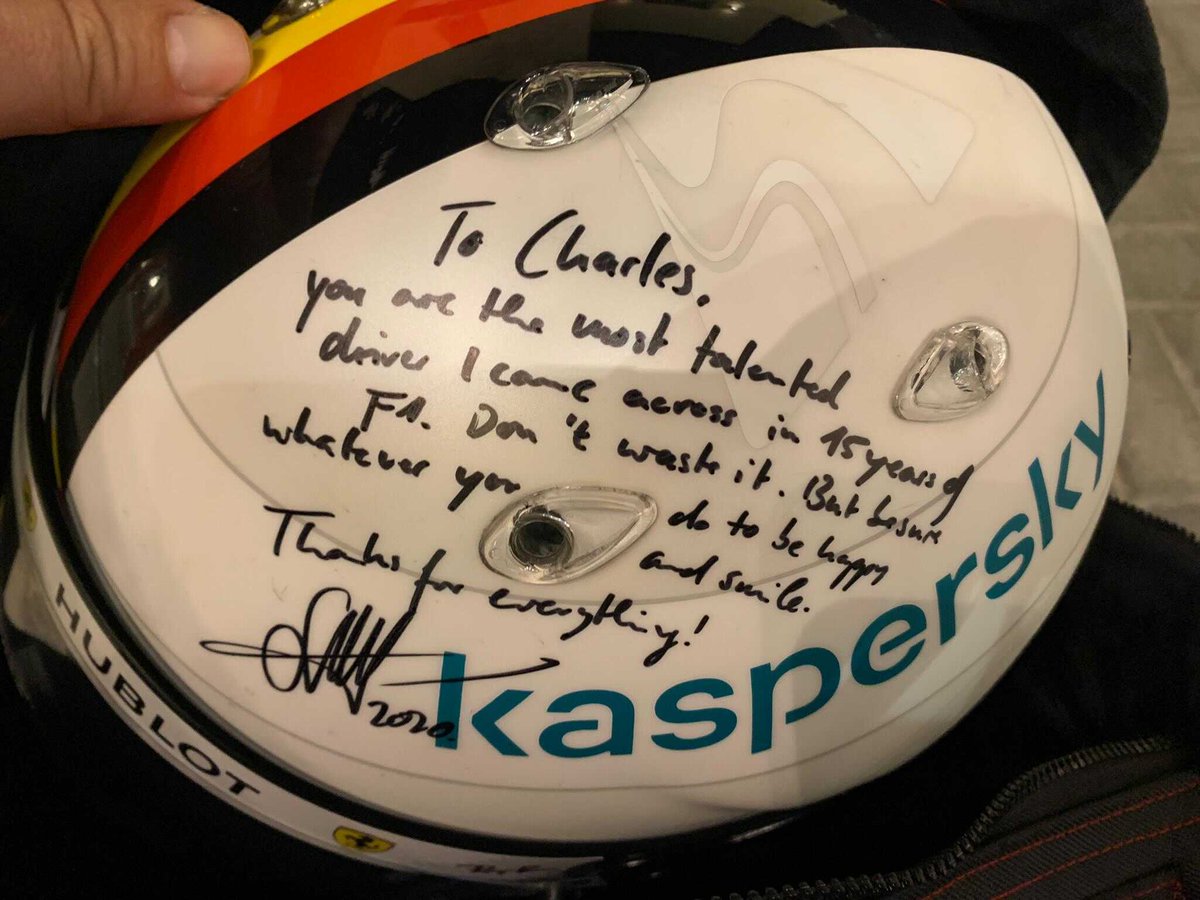 To Charles,
you are the most talented
driver I came across in 15 years of
F1. Don't waste it. But be sure
whatever you do to be happy
and smile.
Thanks for everything!
2020
kaspersky
HUBLOT